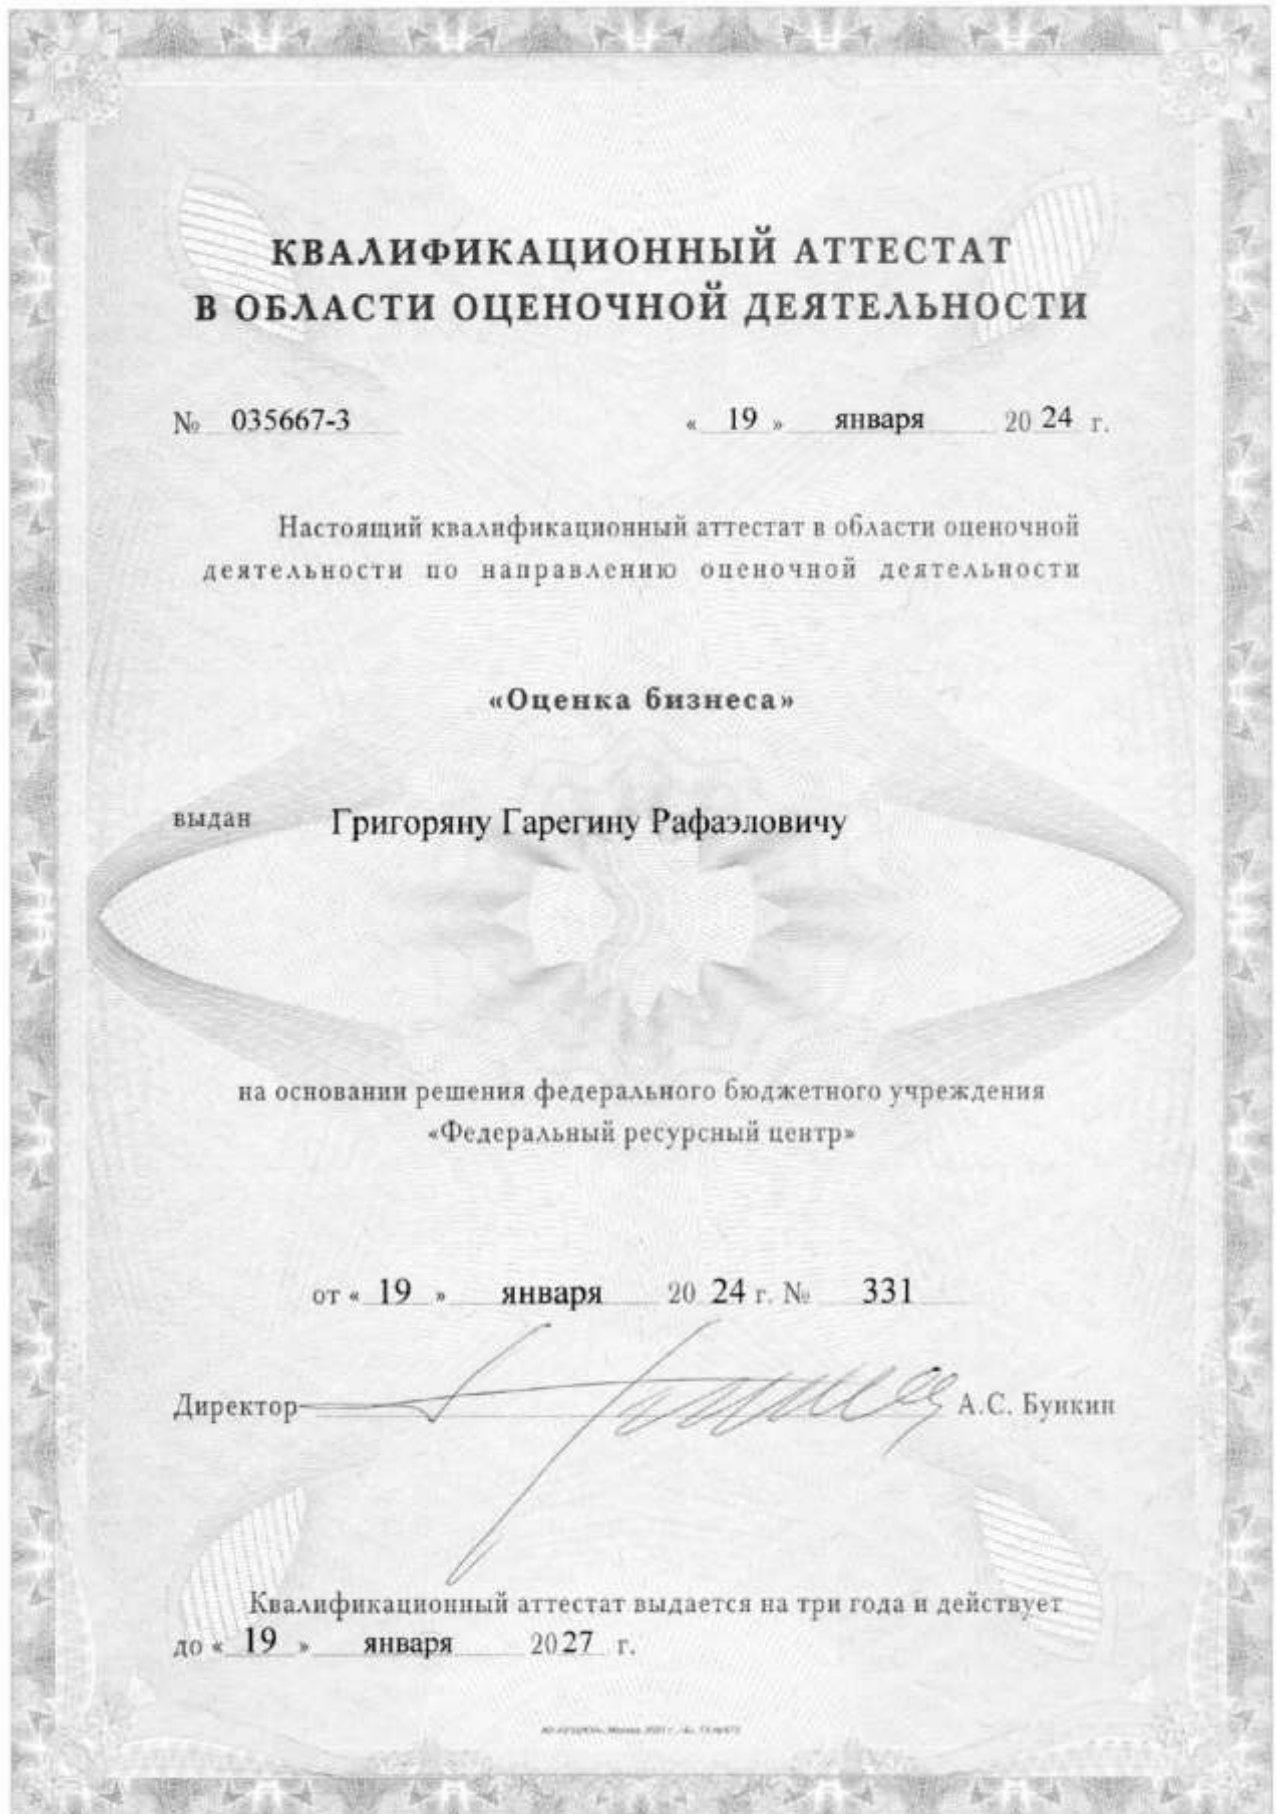 КВАЛИФИКАЦИОННЫЙ АТТЕСТАТ
В ОБЛАСТИ ОЦЕНОЧНОЙ ДЕЯТЕЛЬНОСТИ
№ 035667-3 « 19 » января 20 24 г.
Настоящий квалификационный аттестат в области оценочной
деятельности по направлению оценочной деятельности
«Оценка бизнеса»
выдан Григоряну Гарегину Рафаэловичу
на основании решения федерального бюджетного учреждения
«Федеральный ресурсный центр»
от « 19 » января 20 24 г. № 331
Директор А.С. Бункин
Квалификационный аттестат выдается на три года и действует
до « 19 » января 20 27 г.